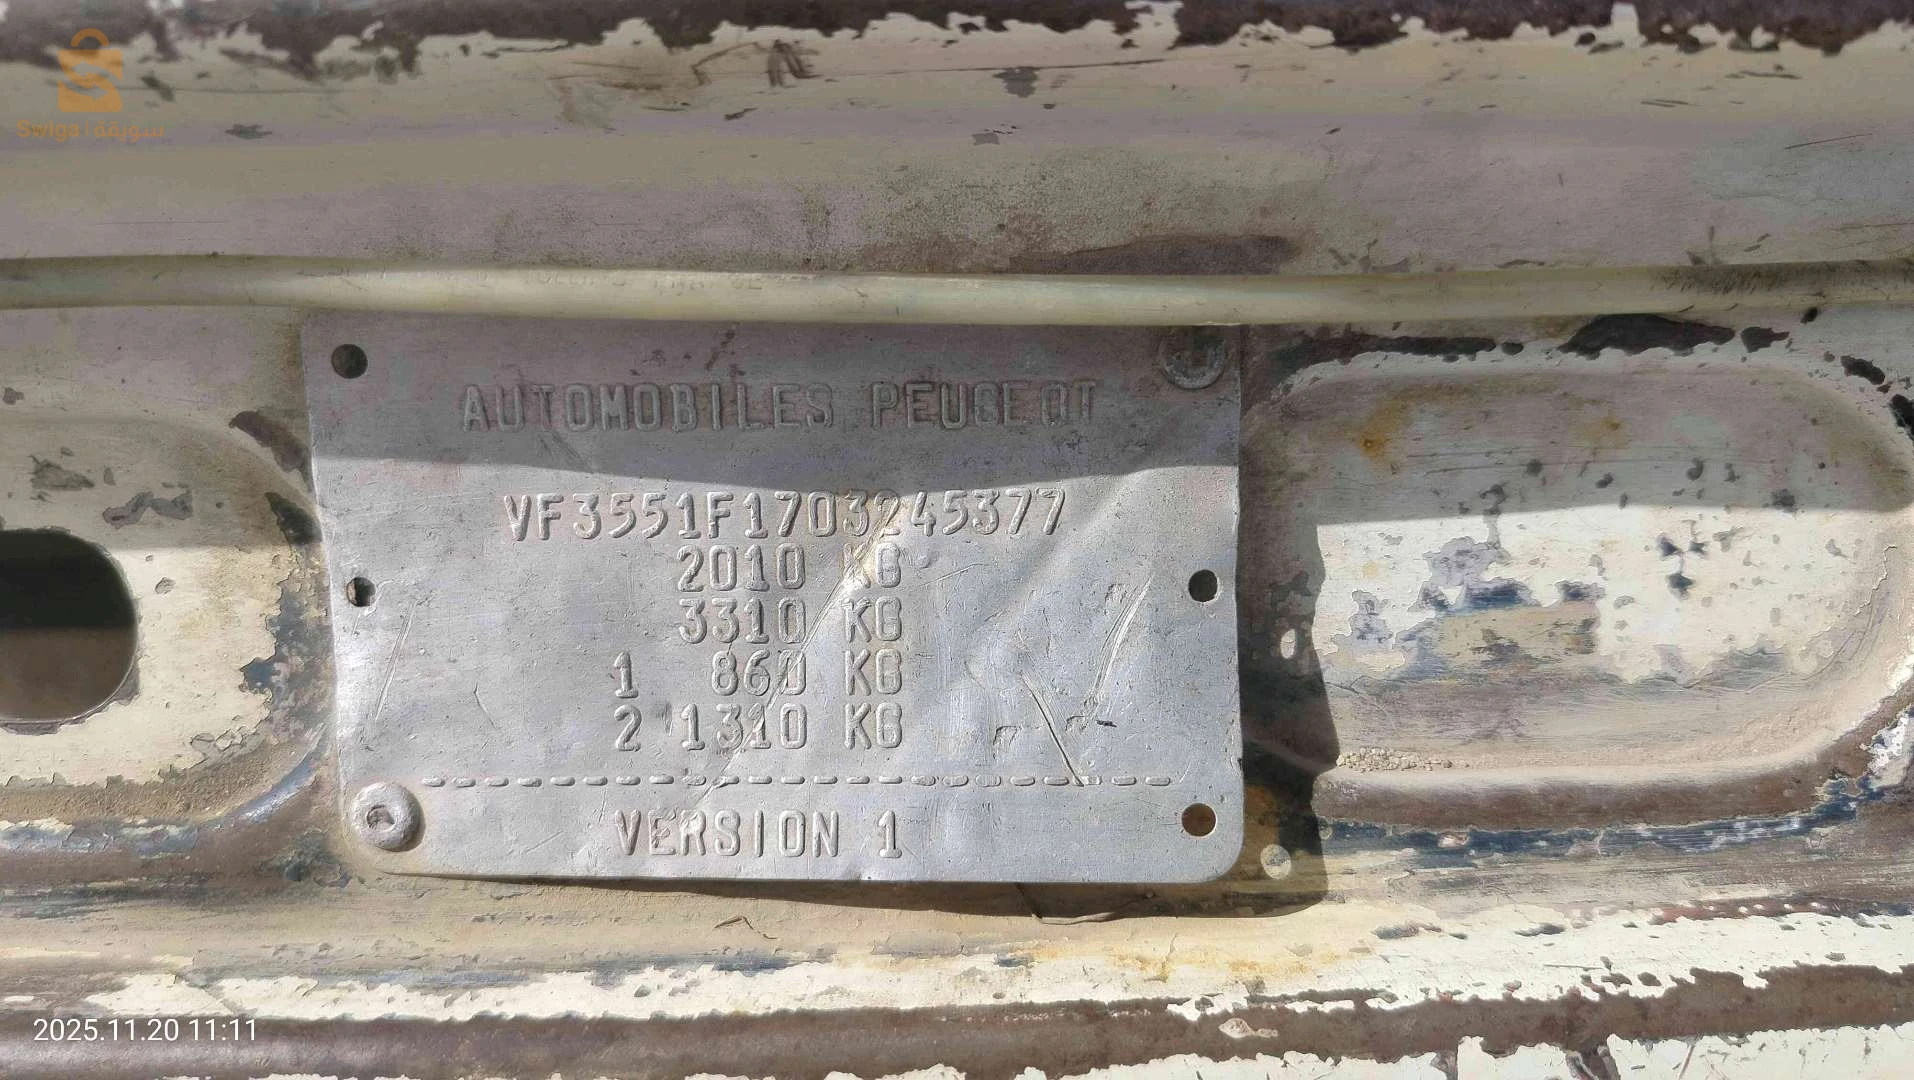 Swiga | سويقة
AUTOMOBILES PEUGEOT
VF3551F1703245377
2010 KG
3310 KG
1 860 KG
2 1310 KG
--------------------------
VERSION 1
2025.11.20 11:11